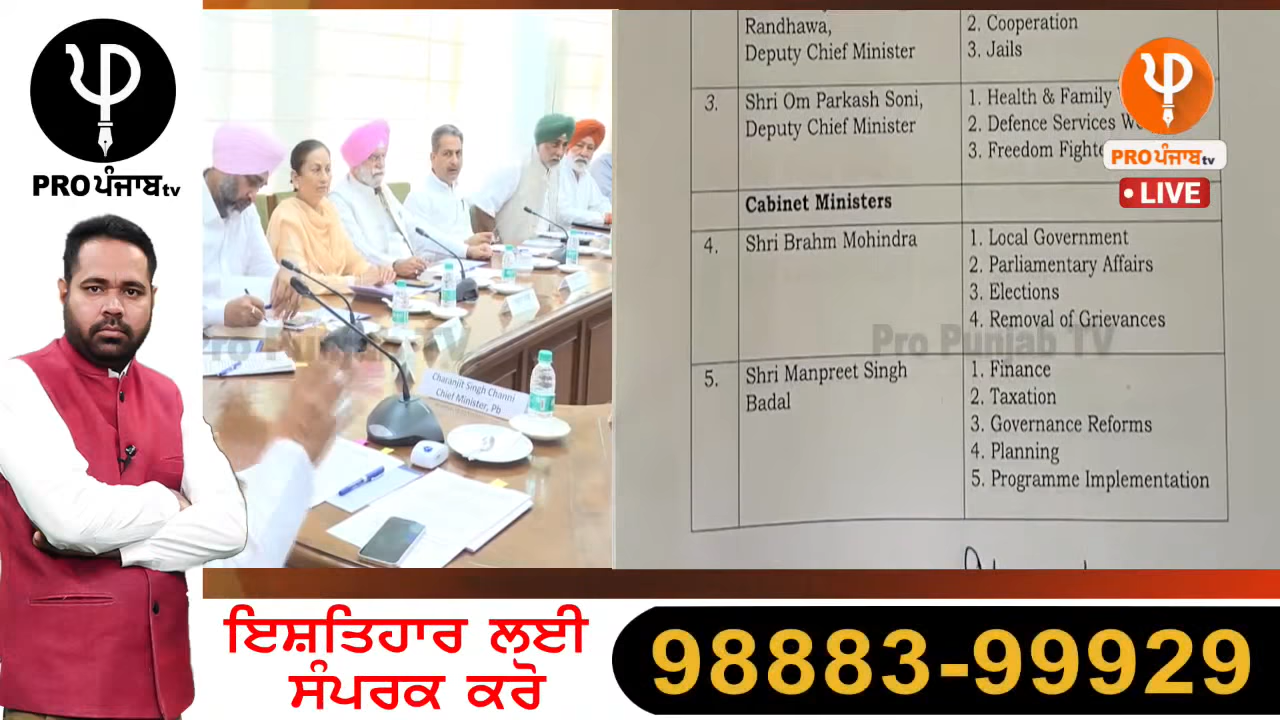 PROਪੰਜਾਬtv
Randhawa,
Deputy Chief Minister
2. Cooperation
3. Jails
3.
Shri Om Parkash Soni,
Deputy Chief Minister
1. Health & Family
2. Defence Services
3. Freedom
PROਪੰਜਾਬtv
• LIVE
Cabinet Ministers
4.
Shri Brahm Mohindra
1. Local Government
2. Parliamentary Affairs
3. Elections
4. Removal of Grievances
Pro Punjab TV
Pro Punjab TV
5.
Shri Manpreet Singh
Badal
1. Finance
2. Taxation
3. Governance Reforms
4. Planning
5. Programme Implementation
Charanjit Singh Channi
Chief Minister, Pb
ਇਸ਼ਤਿਹਾਰ ਲਈ
ਸੰਪਰਕ ਕਰੋ
98883-99929